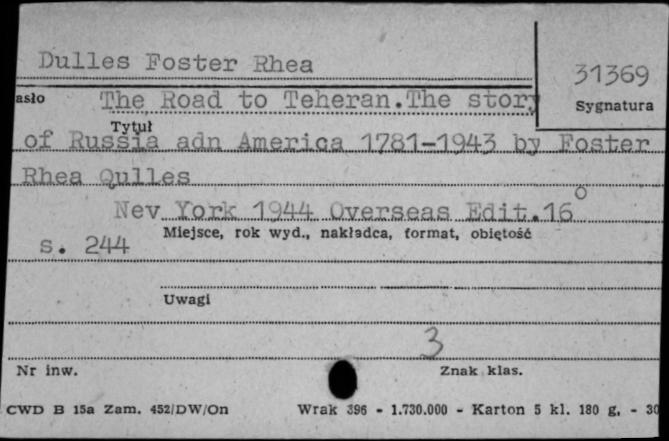 Dulles Foster Rhea
31369
Sygnatura
asło The Road to Teheran.The story
Tytuł
of Russia adn America 1781-1943 by Foster
Rhea Qulles
Nev York 1944 Overseas Edit.16°
Miejsce, rok wyd., nakładca, format, objętość
s. 244
Uwagi
3
Nr inw. Znak klas.
CWD B 15a Zam. 452/DW/On Wrak 396 - 1.730.000 - Karton 5 kl. 180 g. - 30